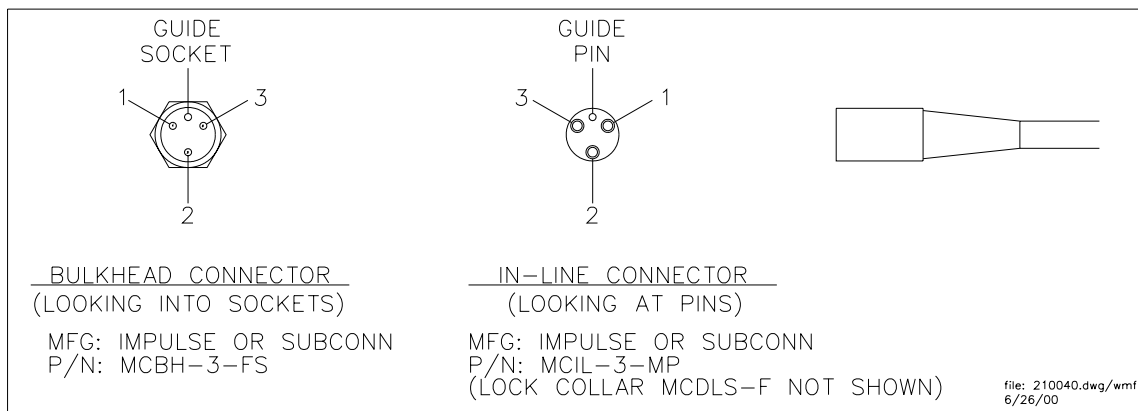 GUIDE
SOCKET
1
3
2
BULKHEAD CONNECTOR
(LOOKING INTO SOCKETS)
MFG: IMPULSE OR SUBCONN
P/N: MCBH-3-FS
GUIDE
PIN
3
1
2
IN-LINE CONNECTOR
(LOOKING AT PINS)
MFG: IMPULSE OR SUBCONN
P/N: MCIL-3-MP
(LOCK COLLAR MCDLS-F NOT SHOWN)
file: 210040.dwg/wmf
6/26/00